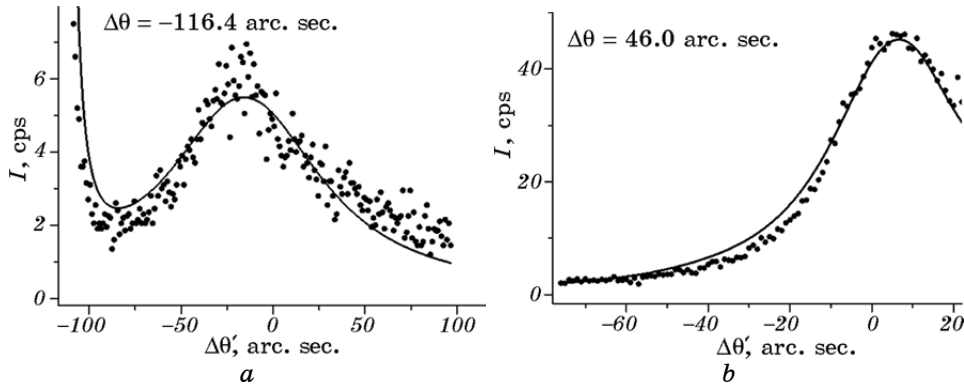 Δθ = −116.4 arc. sec.
6
4
2
0
I, cps
−100
−50
0
50
100
Δθ′, arc. sec.
a
Δθ = 46.0 arc. sec.
40
20
0
I, cps
−60
−40
−20
0
20
Δθ′, arc. sec.
b